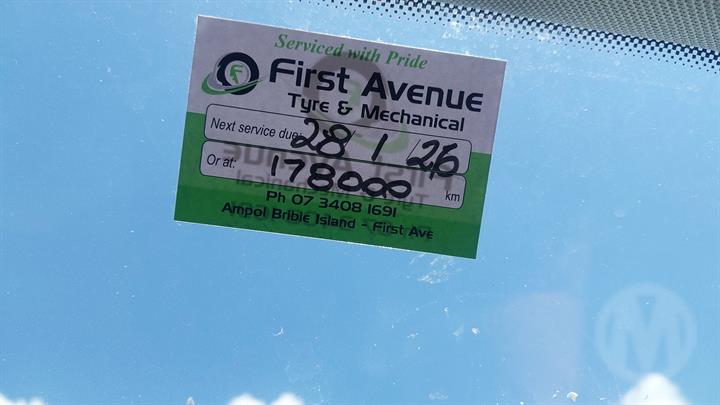 Serviced with Pride
First Avenue
Tyre & Mechanical
Next service due: 28/1/26
Or at: 178000 km
Ph 07 3408 1691
Ampol Bribie Island - First Ave
M